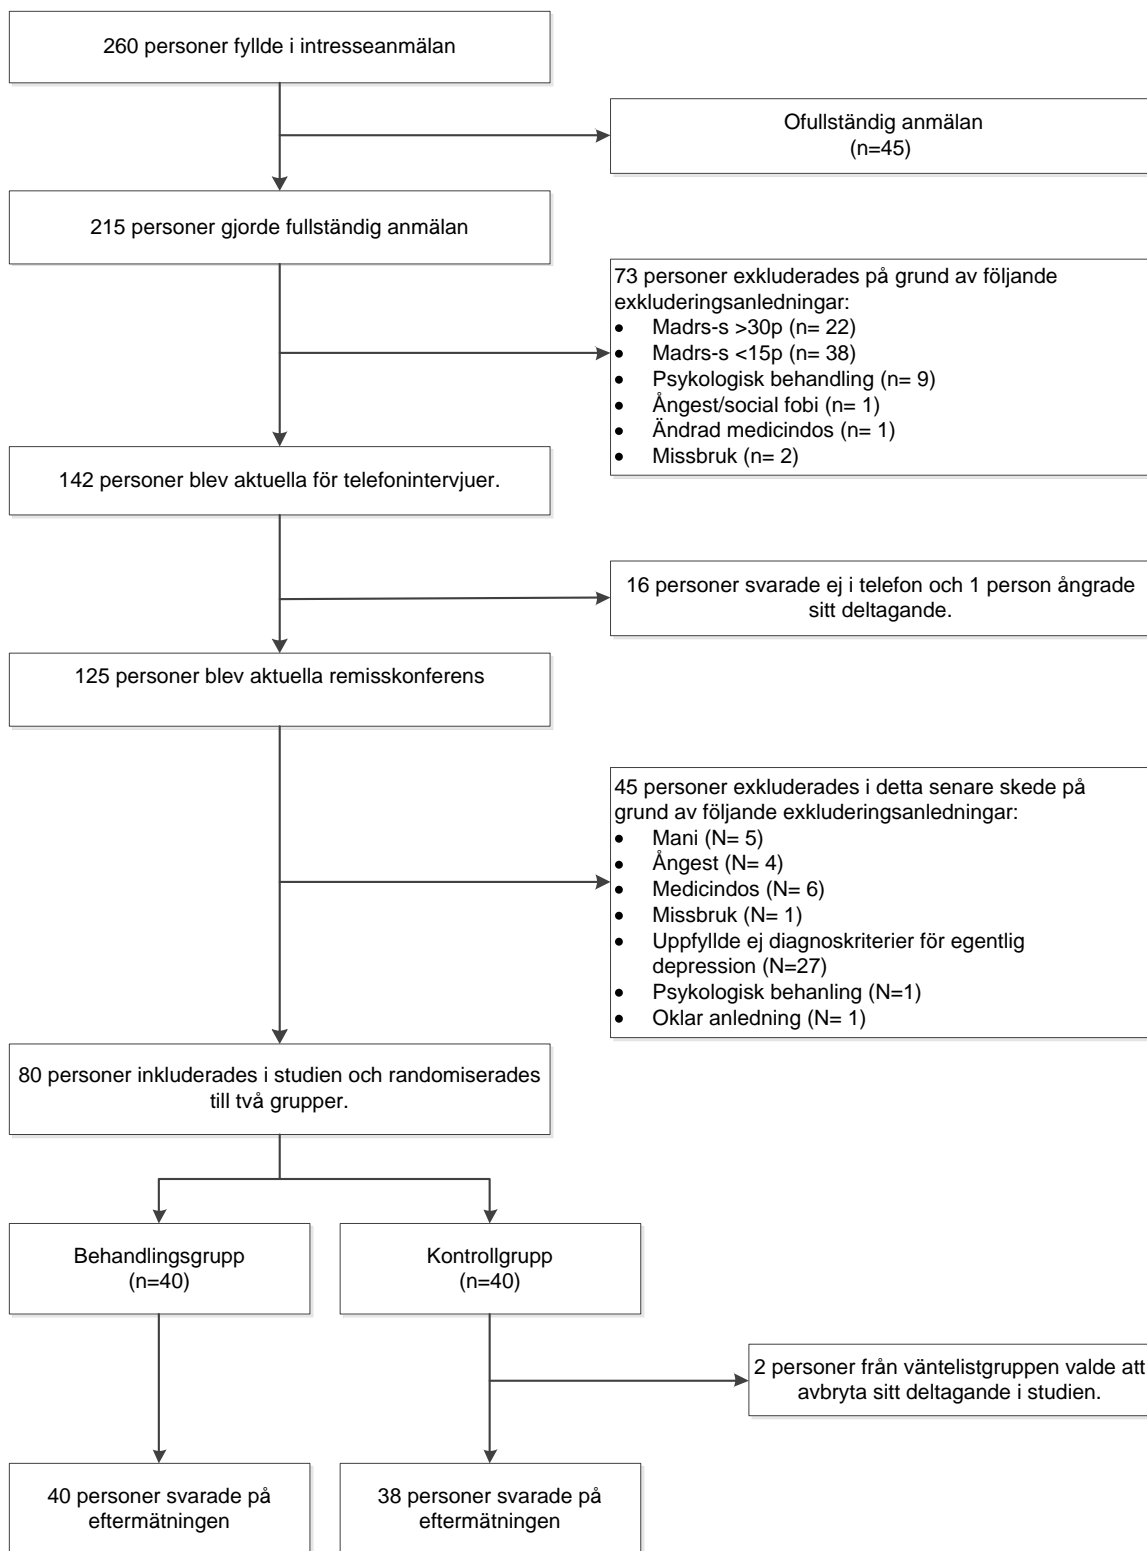 260 personer fyllde i intresseanmälan
Ofullständig anmälan
(n=45)
215 personer gjorde fullständig anmälan
73 personer exkluderades på grund av följande
exkluderingsanledningar:
• Madrs-s >30p (n= 22)
• Madrs-s <15p (n= 38)
• Psykologisk behandling (n= 9)
• Ångest/social fobi (n= 1)
• Ändrad medicindos (n= 1)
• Missbruk (n= 2)
142 personer blev aktuella för telefonintervjuer.
16 personer svarade ej i telefon och 1 person ångrade
sitt deltagande.
125 personer blev aktuella remisskonferens
45 personer exkluderades i detta senare skede på
grund av följande exkluderingsanledningar:
• Mani (N= 5)
• Ångest (N= 4)
• Medicindos (N= 6)
• Missbruk (N= 1)
• Uppfyllde ej diagnoskriterier för egentlig
depression (N=27)
• Psykologisk behanling (N=1)
• Oklar anledning (N= 1)
80 personer inkluderades i studien och randomiserades
till två grupper.
Behandlingsgrupp
(n=40)
Kontrollgrupp
(n=40)
2 personer från väntelistgruppen valde att
avbryta sitt deltagande i studien.
40 personer svarade på
eftermätningen
38 personer svarade på
eftermätningen